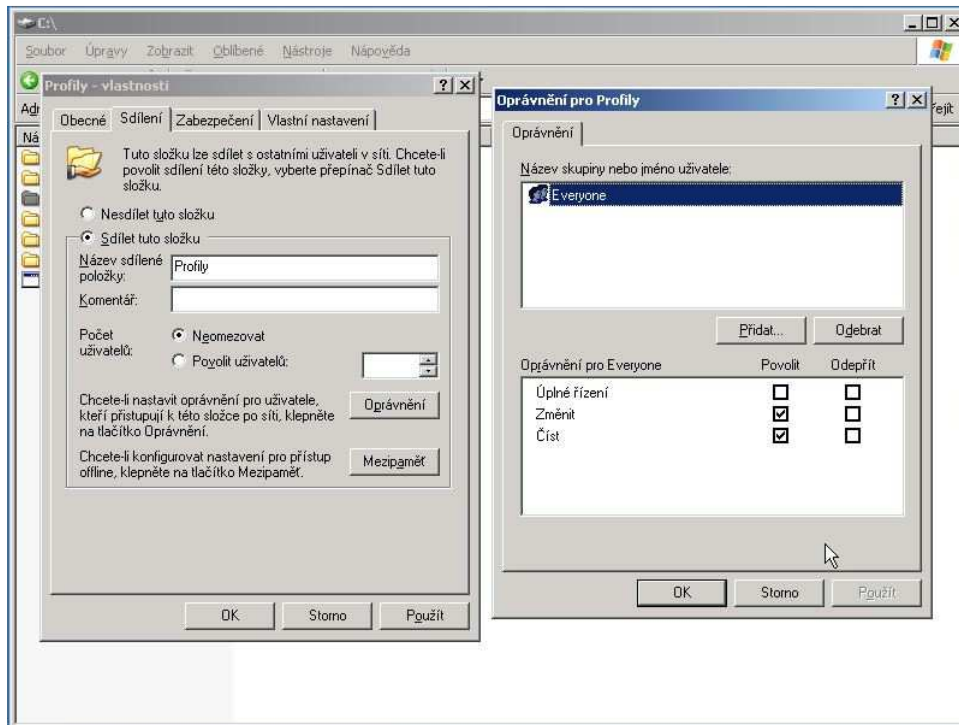 C:\
Soubor Úpravy Zobrazit Oblíbené Nástroje Nápověda
Profily - vlastnosti
Obecné Sdílení Zabezpečení Vlastní nastavení
Tuto složku lze sdílet s ostatními uživateli v síti. Chcete-li
povolit sdílení této složky, vyberte přepínač Sdílet tuto
složku.
Nesdílet tuto složku
Sdílet tuto složku
Název sdílené
položky:
Profily
Komentář:
Počet
uživatelů:
Neomezovat
Povolit uživatelů:
Chcete-li nastavit oprávnění pro uživatele,
kteří přistupují k této složce po síti, klepněte
na tlačítko Oprávnění.
Oprávnění
Chcete-li konfigurovat nastavení pro přístup
offline, klepněte na tlačítko Mezipaměť.
Mezipaměť
OK Storno Použít
Oprávnění pro Profily
Oprávnění
Název skupiny nebo jméno uživatele:
Everyone
Přidat... Odebrat
Oprávnění pro Everyone Povolit Odepřít
Úplné řízení
Změnit
Číst
OK Storno Použít